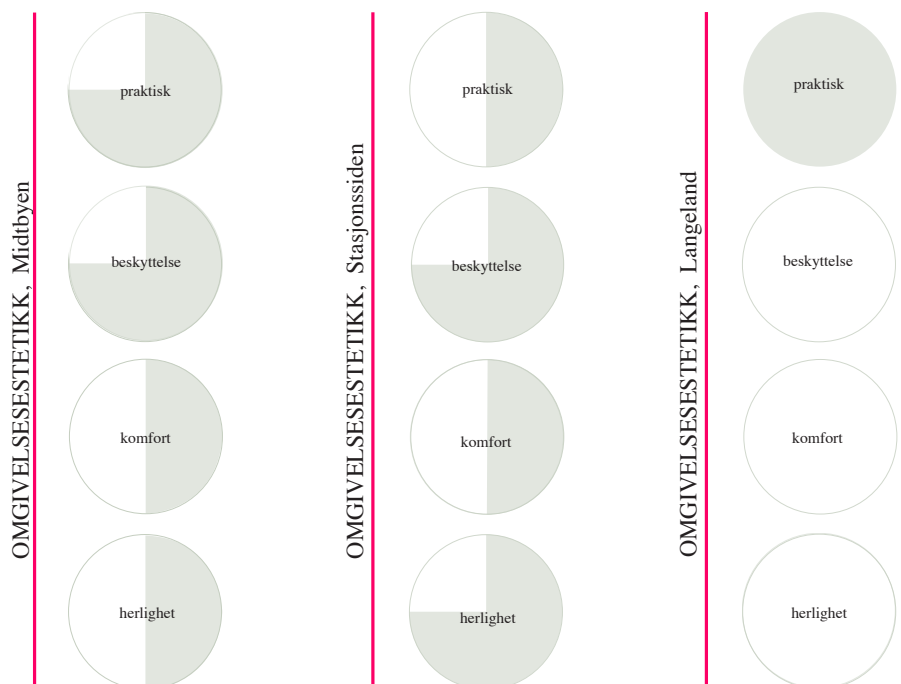 OMGIVELSESESTETIKK, Midtbyen
praktisk
beskyttelse
komfort
herlighet
OMGIVELSESESTETIKK, Stasjonssiden
praktisk
beskyttelse
komfort
herlighet
OMGIVELSESESTETIKK, Langeland
praktisk
beskyttelse
komfort
herlighet